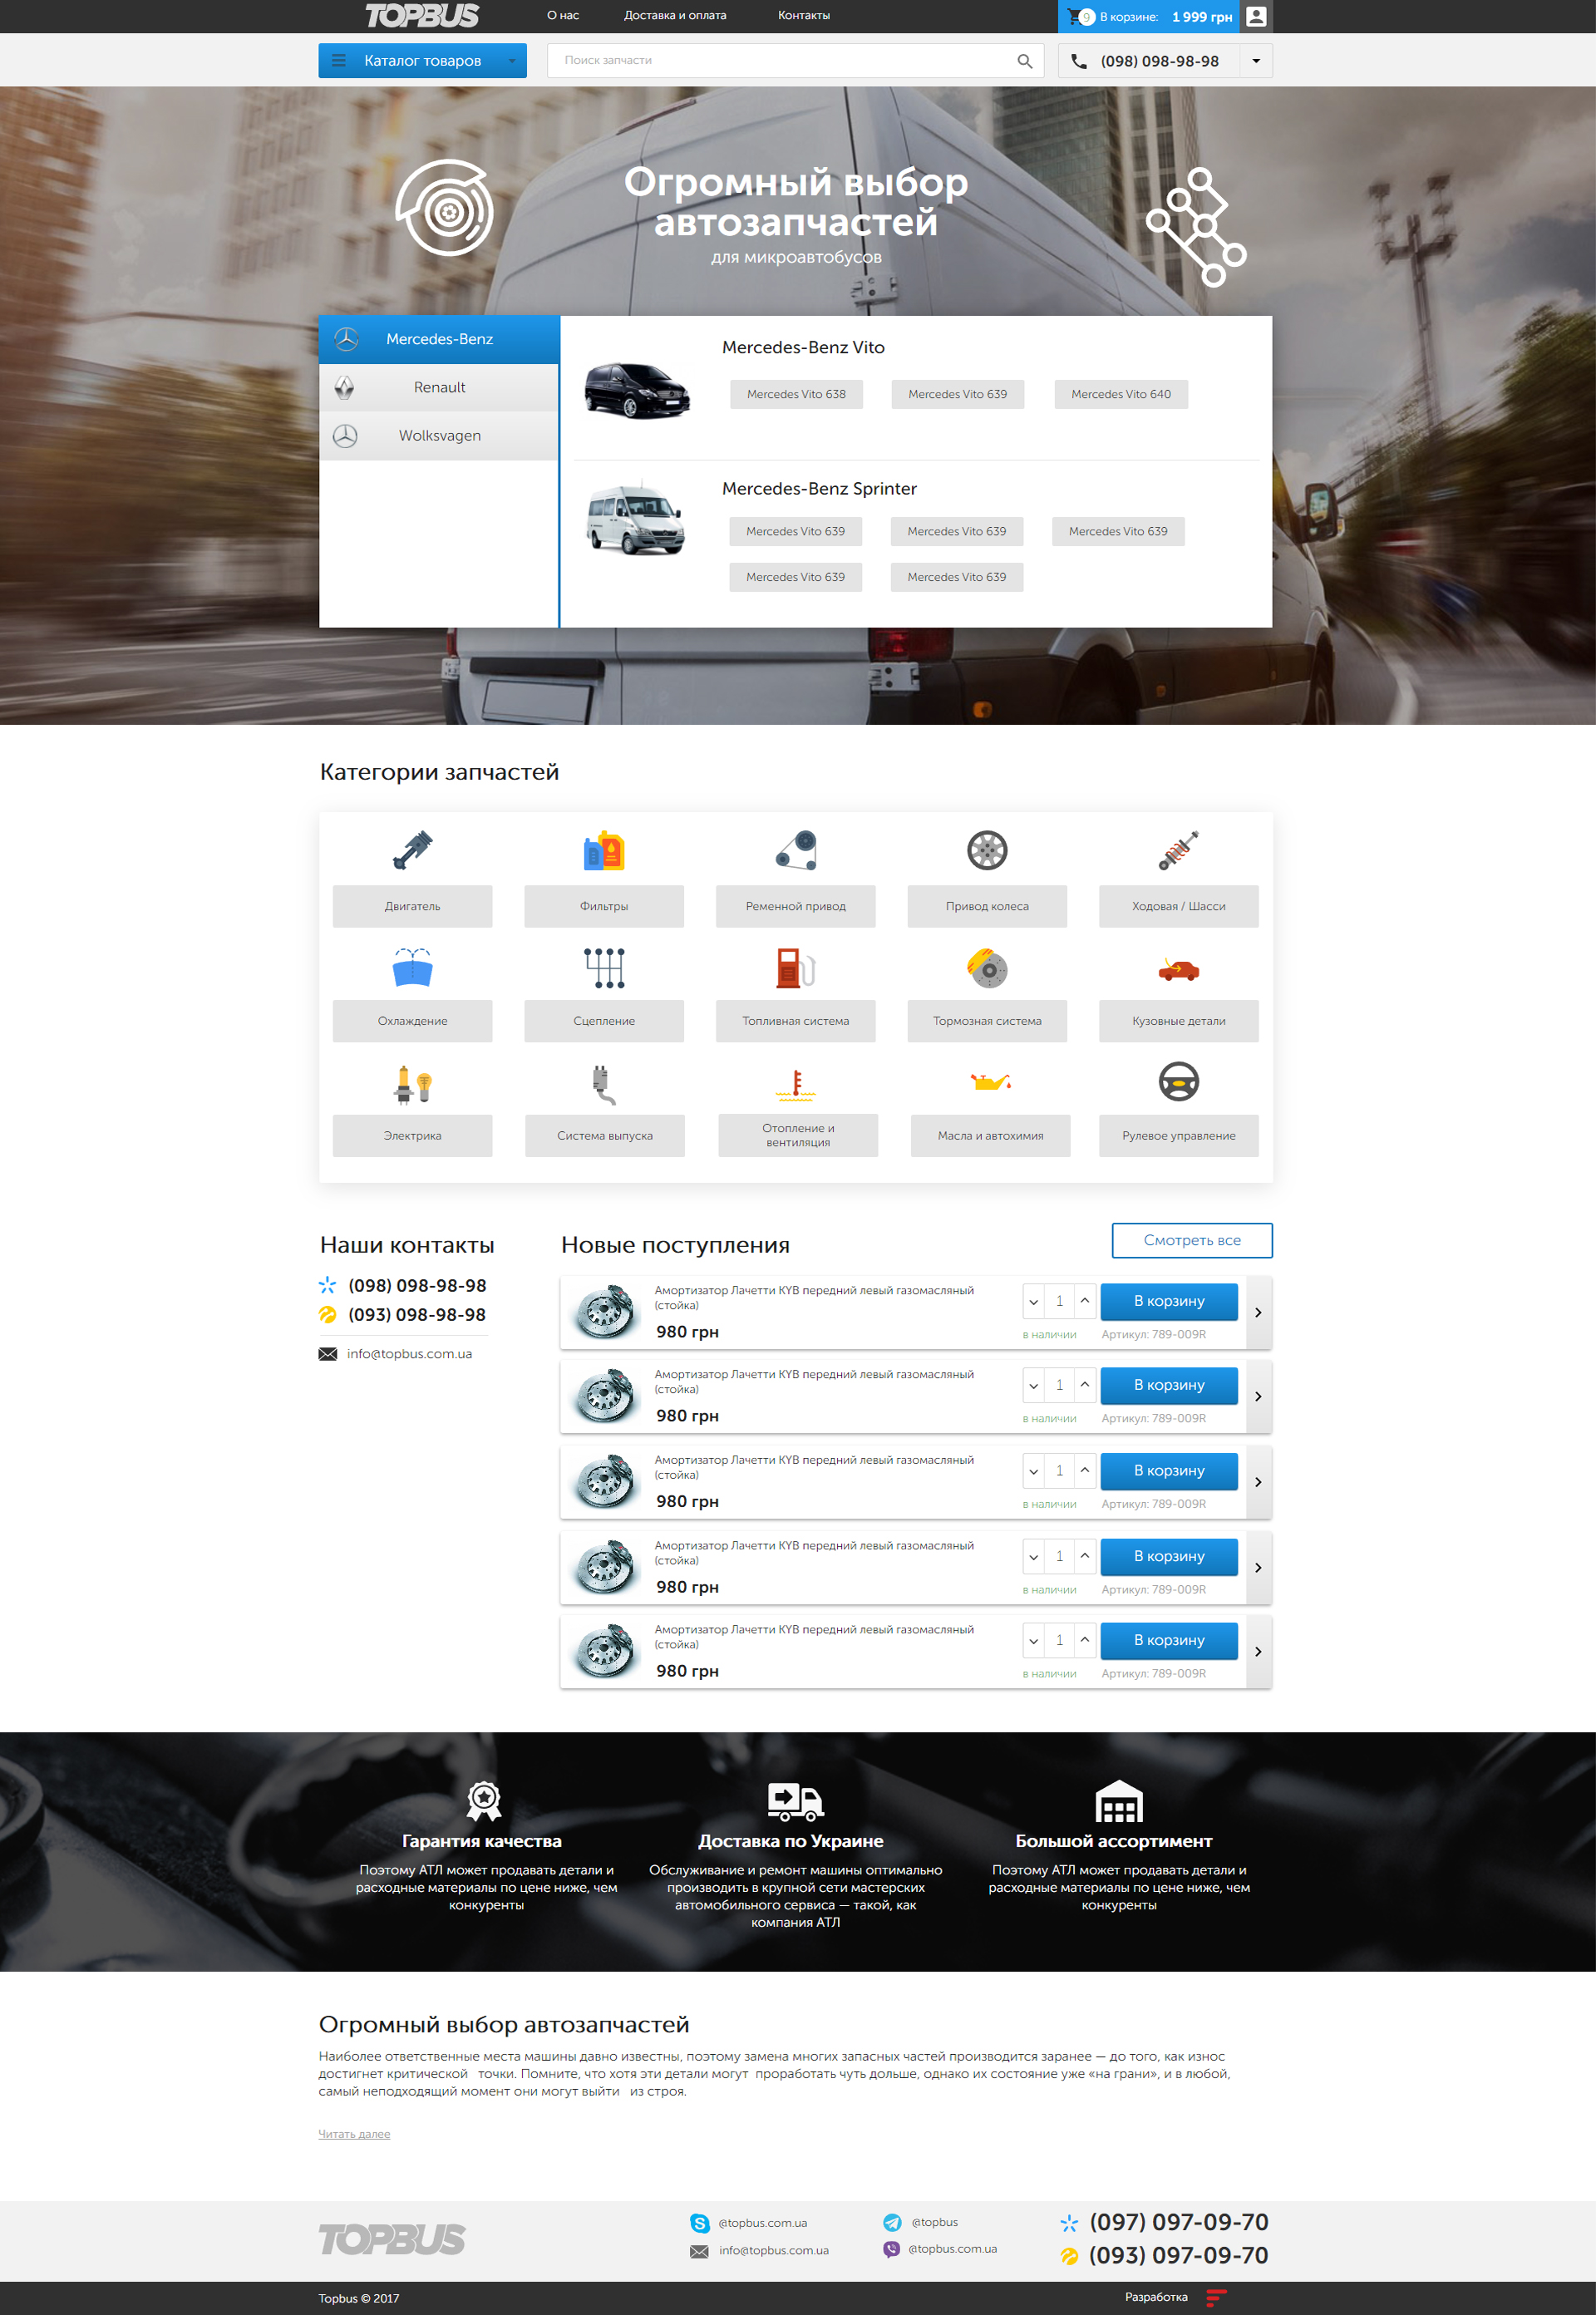 TOPBUS
О нас
Доставка и оплата
Контакты
9
В корзине:
1 999 грн
Каталог товаров
Поиск запчасти
(098) 098-98-98
Огромный выбор
автозапчастей
для микроавтобусов
Mercedes-Benz
Renault
Wolksvagen
Mercedes-Benz Vito
Mercedes Vito 638
Mercedes Vito 639
Mercedes Vito 640
Mercedes-Benz Sprinter
Mercedes Vito 639
Mercedes Vito 639
Mercedes Vito 639
Mercedes Vito 639
Mercedes Vito 639
Категории запчастей
Двигатель
Фильтры
Ременной привод
Привод колеса
Ходовая / Шасси
Охлаждение
Сцепление
Топливная система
Тормозная система
Кузовные детали
Электрика
Система выпуска
Отопление и
вентиляция
Масла и автохимия
Рулевое управление
Наши контакты
(098) 098-98-98
(093) 098-98-98
info@topbus.com.ua
Новые поступления
Смотреть все
Амортизатор Лачетти KYB передний левый газомасляный
(стойка)
980 грн
1
В корзину
в наличии
Артикул: 789-009R
Амортизатор Лачетти KYB передний левый газомасляный
(стойка)
980 грн
1
В корзину
в наличии
Артикул: 789-009R
Амортизатор Лачетти KYB передний левый газомасляный
(стойка)
980 грн
1
В корзину
в наличии
Артикул: 789-009R
Амортизатор Лачетти KYB передний левый газомасляный
(стойка)
980 грн
1
В корзину
в наличии
Артикул: 789-009R
Амортизатор Лачетти KYB передний левый газомасляный
(стойка)
980 грн
1
В корзину
в наличии
Артикул: 789-009R
Гарантия качества
Поэтому АТЛ может продавать детали и
расходные материалы по цене ниже, чем
конкуренты
Доставка по Украине
Обслуживание и ремонт машины оптимально
производить в крупной сети мастерских
автомобильного сервиса — такой, как
компания АТЛ
Большой ассортимент
Поэтому АТЛ может продавать детали и
расходные материалы по цене ниже, чем
конкуренты
Огромный выбор автозапчастей
Наиболее ответственные места машины давно известны, поэтому замена многих запасных частей производится заранее — до того, как износ
достигнет критической точки. Помните, что хотя эти детали могут проработать чуть дольше, однако их состояние уже «на грани», и в любой,
самый неподходящий момент они могут выйти из строя.
Читать далее
TOPBUS
@topbus.com.ua
info@topbus.com.ua
@topbus
@topbus.com.ua
(097) 097-09-70
(093) 097-09-70
Topbus © 2017
Разработка